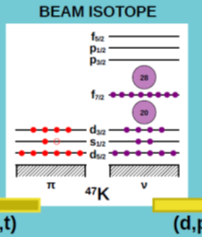 BEAM ISOTOPE
f5/2
p1/2
p3/2
28
f7/2
20
d3/2
s1/2
d5/2
π
47K
ν
,t)
(d,p